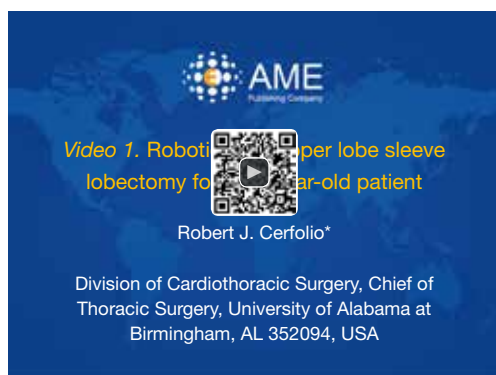 AME
Publishing Company
Video 1. Roboti per lobe sleeve
lobectomy fo ar-old patient
Robert J. Cerfolio*
Division of Cardiothoracic Surgery, Chief of
Thoracic Surgery, University of Alabama at
Birmingham, AL 352094, USA